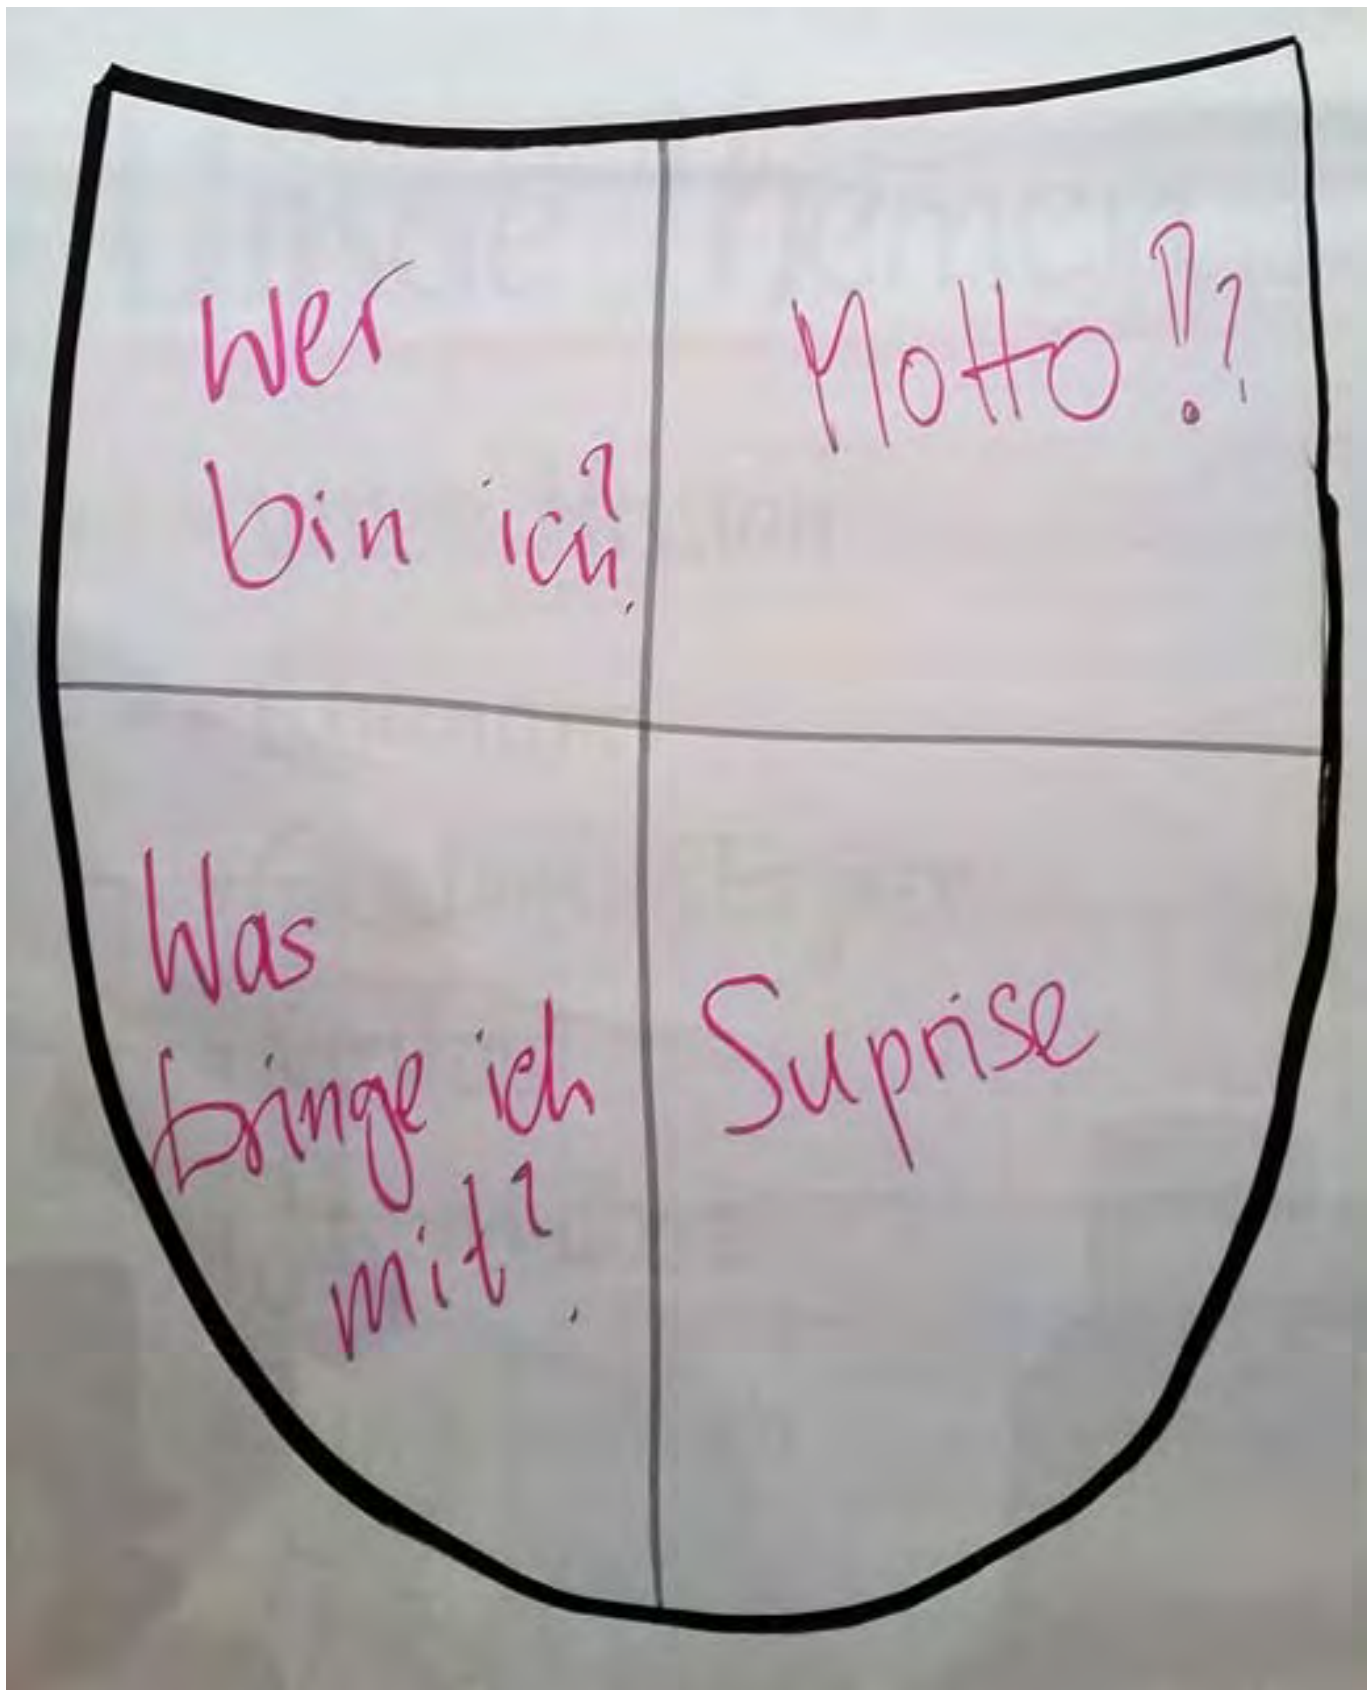 Wer
bin ich?
Motto!?
Was
bringe ich
mit?
Suprise